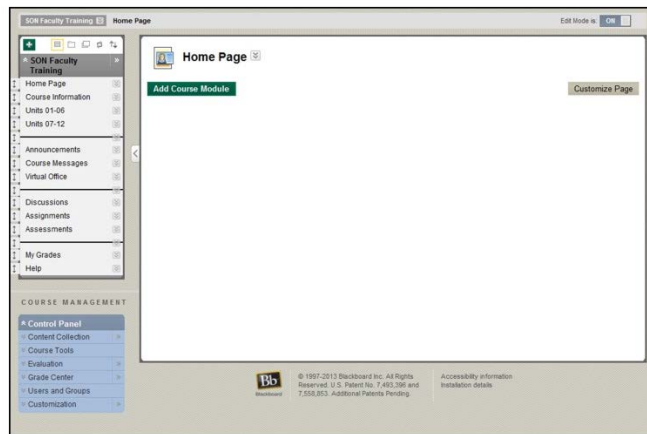 SON Faculty Training
Home Page
Edit Mode is:
ON
SON Faculty
Training
Home Page
Course Information
Units 01-06
Units 07-12
Announcements
Course Messages
Virtual Office
Discussions
Assignments
Assessments
My Grades
Help
COURSE MANAGEMENT
Control Panel
Content Collection
Course Tools
Evaluation
Grade Center
Users and Groups
Customization
Home Page
Add Course Module
Customize Page
Bb
Blackboard
© 1997-2013 Blackboard Inc. All Rights
Reserved. U.S. Patent No. 7,493,396 and
7,558,853. Additional Patents Pending.
Accessibility information
Installation details